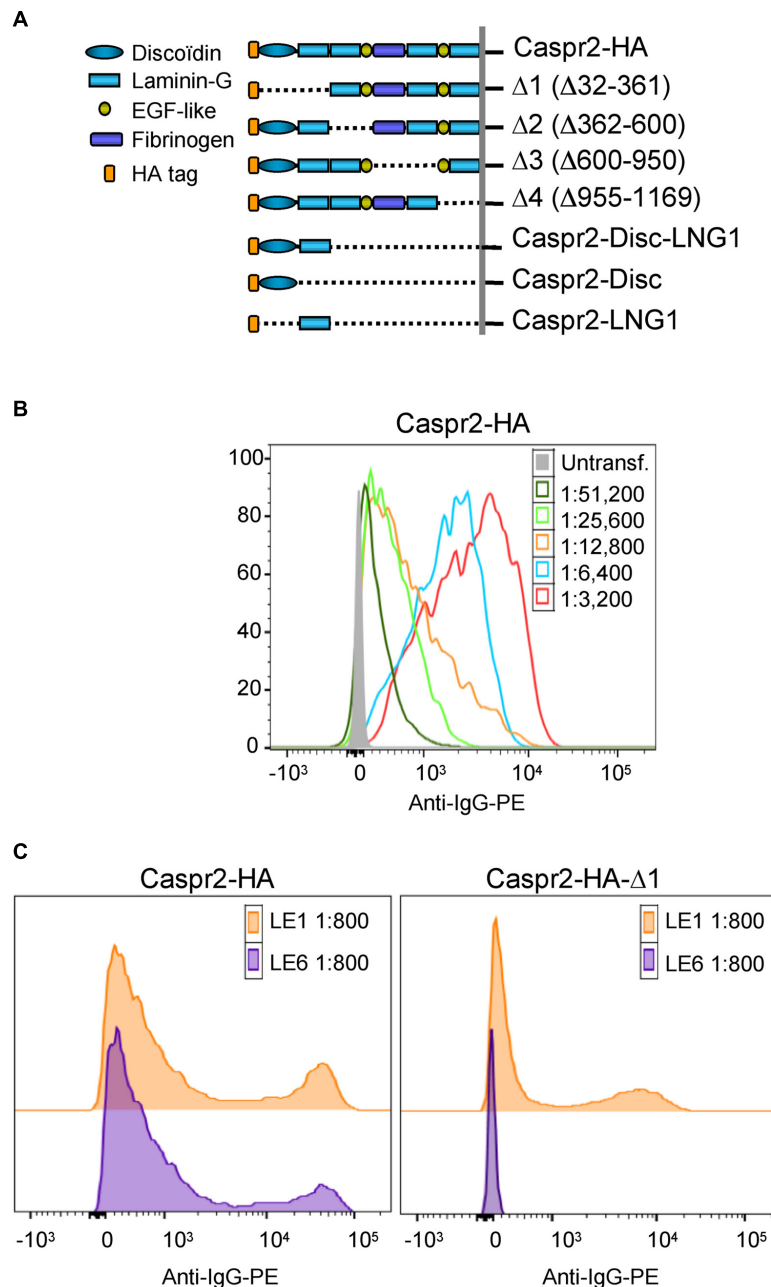 A
Discoïdin
Laminin-G
EGF-like
Fibrinogen
HA tag
Caspr2-HA
Δ1 (Δ32-361)
Δ2 (Δ362-600)
Δ3 (Δ600-950)
Δ4 (Δ955-1169)
Caspr2-Disc-LNG1
Caspr2-Disc
Caspr2-LNG1
B
Caspr2-HA
100
80
60
40
20
0
Untransf.
1:51,200
1:25,600
1:12,800
1:6,400
1:3,200
-10³ 0 10³ 10⁴ 10⁵
Anti-IgG-PE
C
Caspr2-HA
LE1 1:800
LE6 1:800
-10³ 0 10³ 10⁴ 10⁵
Anti-IgG-PE
Caspr2-HA-Δ1
LE1 1:800
LE6 1:800
-10³ 0 10³ 10⁴ 10⁵
Anti-IgG-PE